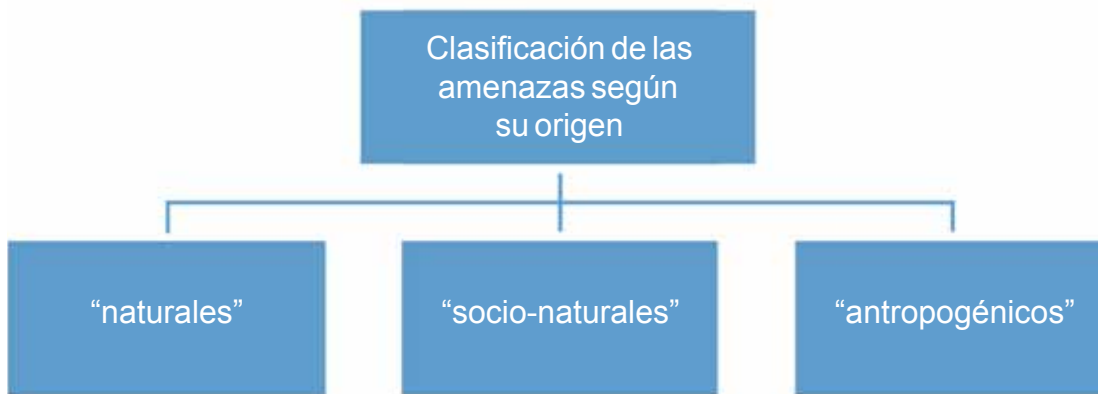 Clasificación de las
amenazas según
su origen
“naturales”
“socio-naturales”
“antropogénicos”